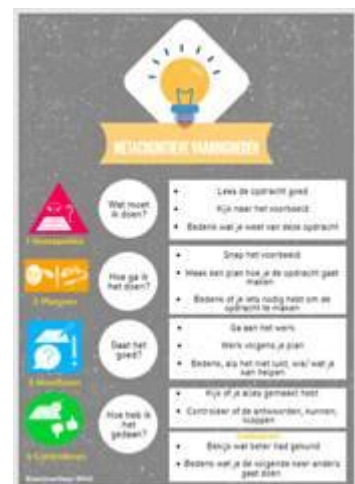 METACOGNITIEVE VAARDIGHEDEN
Wat moet
ik doen?
Lees de opdracht goed
Kijk naar het voorbeeld
Bedenk wat je weet van deze opdracht
Hoe ga ik
het doen?
Snap het voorbeeld
Maak een plan hoe je de opdracht gaat
maken
Bedenk of je iets nodig hebt om de
opdracht te maken
2 Plannen
Gaat het
goed?
Ga aan het werk
Werk volgens je plan
Bedenk, als het niet lukt, wie/ wat je
kan helpen
3 Monitoren
Hoe heb ik
het
gedaan?
Kijk of je alles gemaakt hebt
Controleer of de antwoorden, kunnen,
kloppen
4 Controleren
Bekijk wat beter had gekund
Bedenk wat je de volgende keer anders
gaat doen